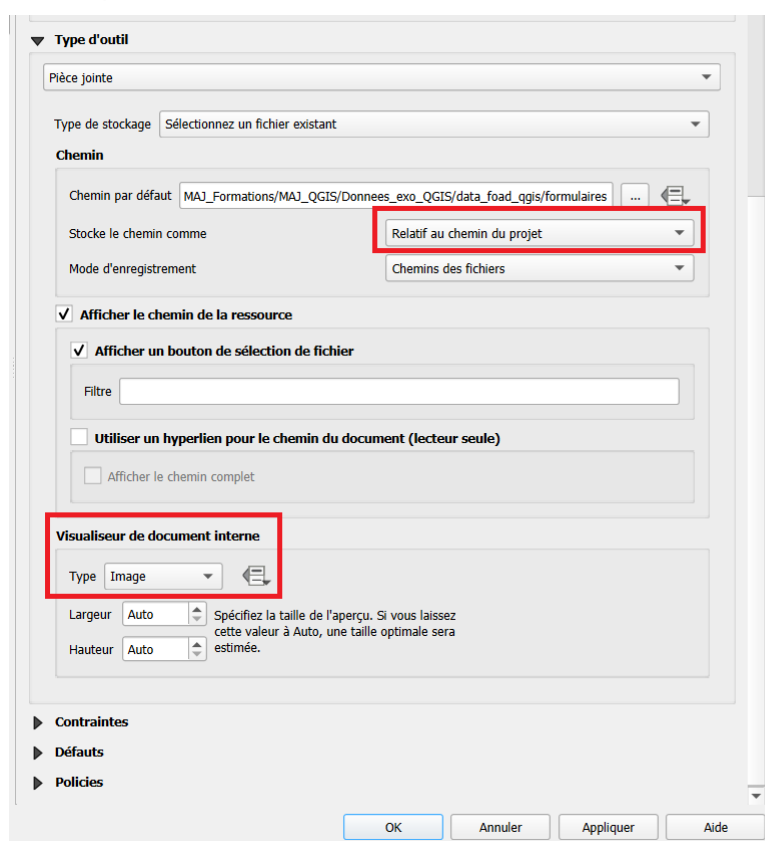 Type d'outil
Pièce jointe
Type de stockage Sélectionnez un fichier existant
Chemin
Chemin par défaut MAJ_Formations/MAJ_QGIS/Donnees_exo_QGIS/data_foad_qgis/formulaires ...
Stocke le chemin comme Relatif au chemin du projet
Mode d'enregistrement Chemins des fichiers
Afficher le chemin de la ressource
Afficher un bouton de sélection de fichier
Filtre
Utiliser un hyperlien pour le chemin du document (lecteur seule)
Afficher le chemin complet
Visualiseur de document interne
Type Image
Largeur Auto Spécifiez la taille de l'aperçu. Si vous laissez
cette valeur à Auto, une taille optimale sera
Hauteur Auto estimée.
Contraintes
Défauts
Policies
OK Annuler Appliquer Aide